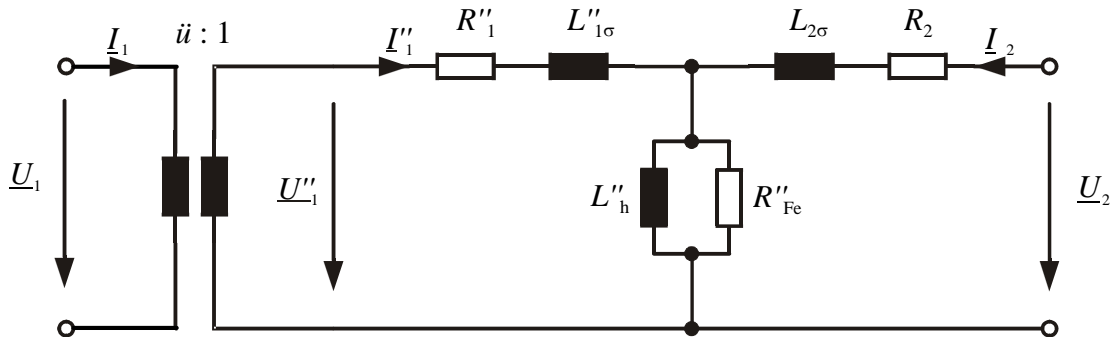 I₁ ü : 1 I″₁ R″₁ L″₁σ L₂σ R₂ I₂
U₁ U″₁ L″h R″Fe U₂